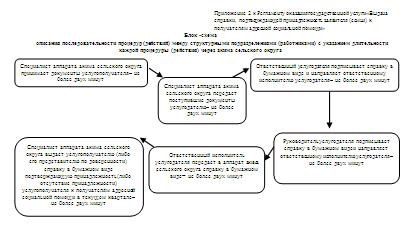 Приложение 2 к Регламенту оказания государственной услуги «Выдача
справки, подтверждающей принадлежность заявителя (семьи) к
получателям адресной социальной помощи»
Блок -схема
описания последовательности процедур (действий) между структурными подразделениями (работниками) с указанием длительности
каждой процедуры (действия) через акима сельского округа
Специалист аппарата акима сельского округа
принимает документы услугополучателя– не
более двух минут
Специалист аппарата акима
сельского округа передает
поступившие документы
услугодателю– не более двух
минут
Ответственный услугодателя подписывает справку в
бумажном виде и направляет ответственному
исполнителю услугодателя– не более двух минут
Руководитель услугодателя подписывает
справку в бумажном виде и направляет
ответственному исполнителю услугодателя–
не более двух минут
Ответственный исполнитель
услугодателя передает в аппарат акима
сельского округа справку в бумажном
виде– не более двух минут
Специалист аппарата акима сельского
округа выдает услугополучателю (либо
его представителю по доверенности)
справку в бумажном виде
подтверждающую принадлежность (либо
отсутствие принадлежности)
услугополучателя к получателям адресной
социальной помощи в текущем квартале–
не более двух минут